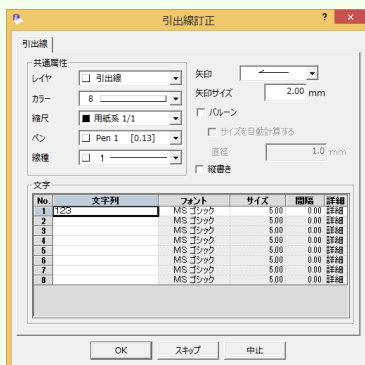 引出線訂正
? ×
引出線
共通属性
レイヤ 引出線
カラー 8
縮尺 用紙系 1/1
ペン Pen 1 [0.13]
線種 1
矢印
矢印サイズ 2.00 mm
バルーン
サイズを自動計算する
直径 1.0 mm
縦書き
文字
No. 文字列 フォント サイズ 間隔 詳細
1 123 MS ゴシック 5.00 0.00 詳細
2 MS ゴシック 5.00 0.00 詳細
3 MS ゴシック 5.00 0.00 詳細
4 MS ゴシック 5.00 0.00 詳細
5 MS ゴシック 5.00 0.00 詳細
6 MS ゴシック 5.00 0.00 詳細
7 MS ゴシック 5.00 0.00 詳細
8 MS ゴシック 5.00 0.00 詳細
OK スキップ 中止